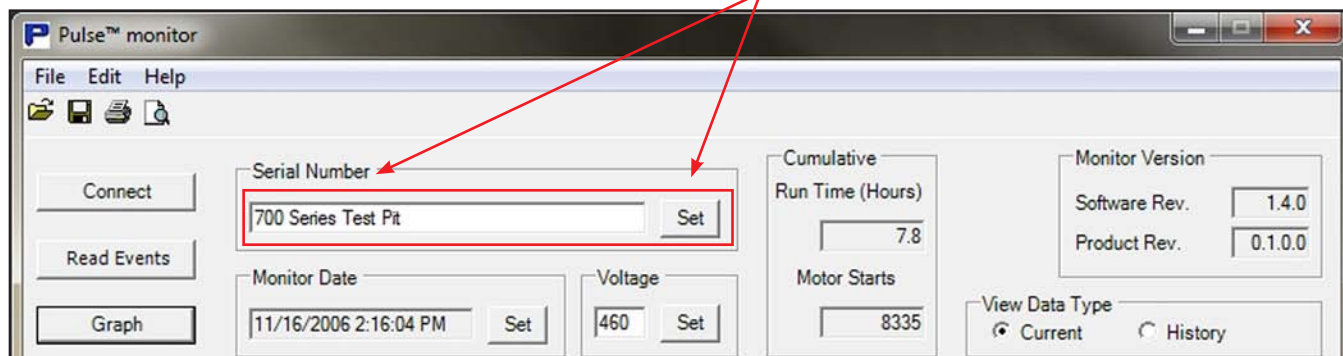 Pulse™ monitor
File Edit Help
Connect
Read Events
Graph
Serial Number
700 Series Test Pit Set
Monitor Date
11/16/2006 2:16:04 PM Set
Voltage
460 Set
Cumulative
Run Time (Hours)
7.8
Motor Starts
8335
Monitor Version
Software Rev. 1.4.0
Product Rev. 0.1.0.0
View Data Type
Current History